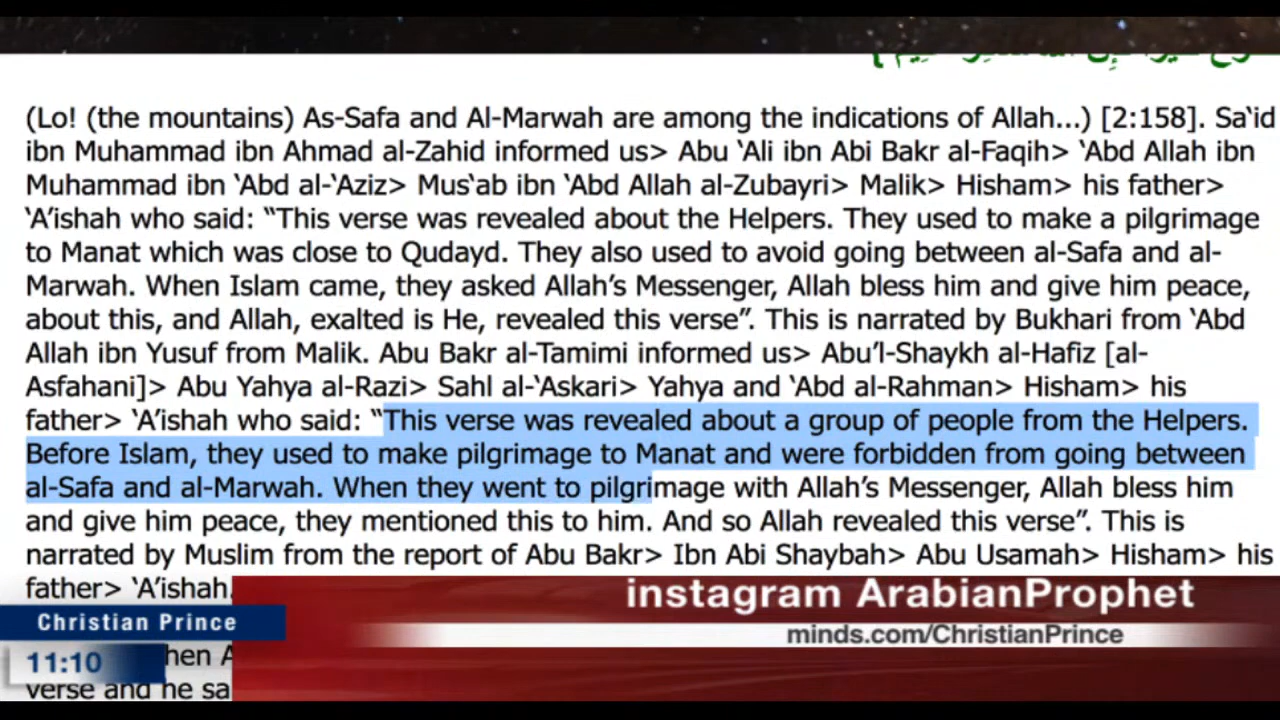 (Lo! (the mountains) As-Safa and Al-Marwah are among the indications of Allah...) [2:158]. Sa‘id
ibn Muhammad ibn Ahmad al-Zahid informed us> Abu ‘Ali ibn Abi Bakr al-Faqih> ‘Abd Allah ibn
Muhammad ibn ‘Abd al-‘Aziz> Mus‘ab ibn ‘Abd Allah al-Zubayri> Malik> Hisham> his father>
‘A’ishah who said: “This verse was revealed about the Helpers. They used to make a pilgrimage
to Manat which was close to Qudayd. They also used to avoid going between al-Safa and al-
Marwah. When Islam came, they asked Allah’s Messenger, Allah bless him and give him peace,
about this, and Allah, exalted is He, revealed this verse”. This is narrated by Bukhari from ‘Abd
Allah ibn Yusuf from Malik. Abu Bakr al-Tamimi informed us> Abu’l-Shaykh al-Hafiz [al-
Asfahani]> Abu Yahya al-Razi> Sahl al-‘Askari> Yahya and ‘Abd al-Rahman> Hisham> his
father> ‘A’ishah who said: “This verse was revealed about a group of people from the Helpers.
Before Islam, they used to make pilgrimage to Manat and were forbidden from going between
al-Safa and al-Marwah. When they went to pilgrimage with Allah’s Messenger, Allah bless him
and give him peace, they mentioned this to him. And so Allah revealed this verse”. This is
narrated by Muslim from the report of Abu Bakr> Ibn Abi Shaybah> Abu Usamah> Hisham> his
father> ‘A’ishah.
instagram ArabianProphet
Christian Prince
minds.com/ChristianPrince
11:10
verse and he sa